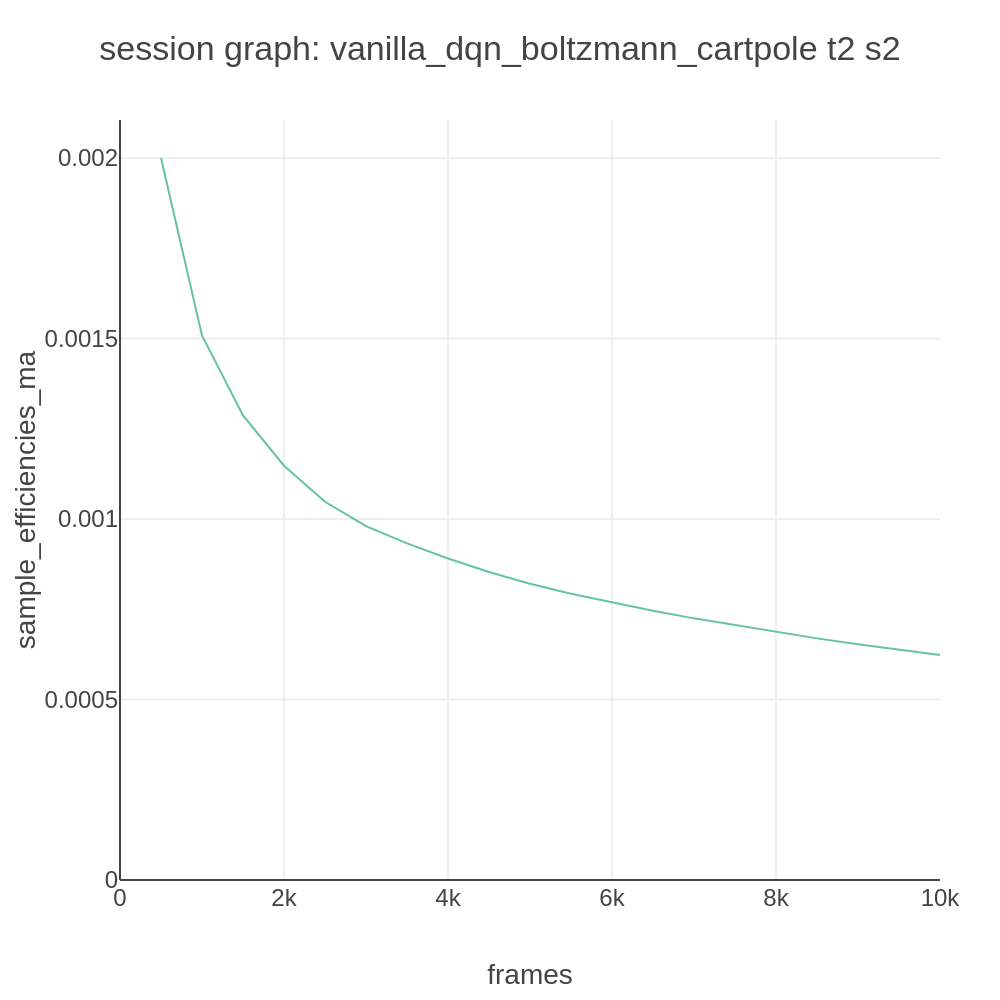 session graph: vanilla_dqn_boltzmann_cartpole t2 s2
sample_efficiencies_ma
0.002
0.0015
0.001
0.0005
0
0 2k 4k 6k 8k 10k
frames